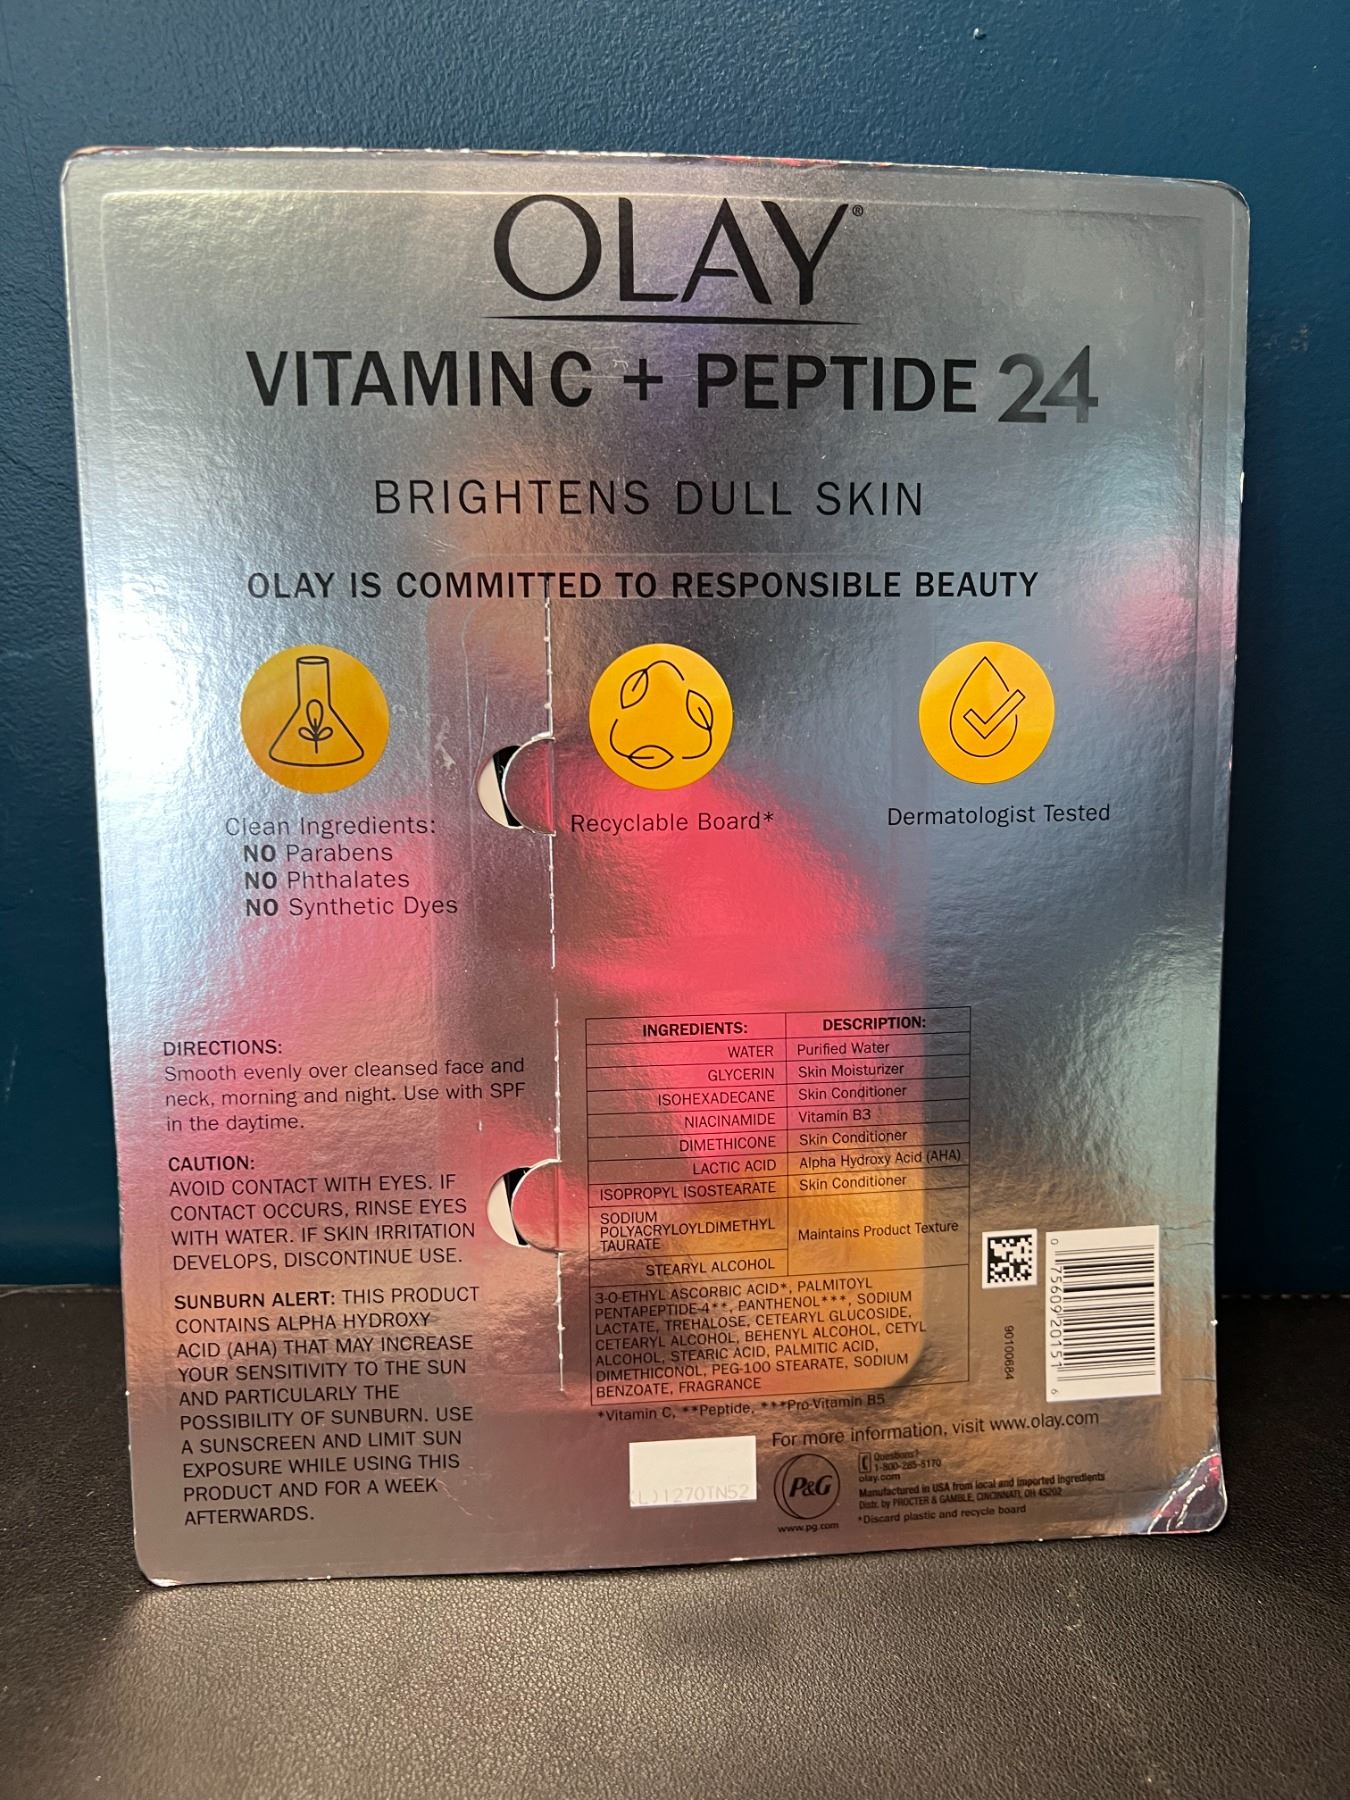 OLAY®
VITAMIN C + PEPTIDE 24
BRIGHTENS DULL SKIN
OLAY IS COMMITTED TO RESPONSIBLE BEAUTY
Clean Ingredients:
NO Parabens
NO Phthalates
NO Synthetic Dyes
Recyclable Board*
Dermatologist Tested
DIRECTIONS:
Smooth evenly over cleansed face and
neck, morning and night. Use with SPF
in the daytime.
CAUTION:
AVOID CONTACT WITH EYES. IF
CONTACT OCCURS, RINSE EYES
WITH WATER. IF SKIN IRRITATION
DEVELOPS, DISCONTINUE USE.
SUNBURN ALERT: THIS PRODUCT
CONTAINS ALPHA HYDROXY
ACID (AHA) THAT MAY INCREASE
YOUR SENSITIVITY TO THE SUN
AND PARTICULARLY THE
POSSIBILITY OF SUNBURN. USE
A SUNSCREEN AND LIMIT SUN
EXPOSURE WHILE USING THIS
PRODUCT AND FOR A WEEK
AFTERWARDS.
INGREDIENTS: DESCRIPTION:
WATER Purified Water
GLYCERIN Skin Moisturizer
ISOHEXADECANE Skin Conditioner
NIACINAMIDE Vitamin B3
DIMETHICONE Skin Conditioner
LACTIC ACID Alpha Hydroxy Acid (AHA)
ISOPROPYL ISOSTEARATE Skin Conditioner
SODIUM
POLYACRYLOYLDIMETHYL
TAURATE
Maintains Product Texture
STEARYL ALCOHOL
3-O ETHYL ASCORBIC ACID*, PALMITOYL
PENTAPEPTIDE-4**, PANTHENOL***, SODIUM
LACTATE, TREHALOSE, CETEARYL GLUCOSIDE,
CETEARYL ALCOHOL, BEHENYL ALCOHOL, CETYL
ALCOHOL, STEARIC ACID, PALMITIC ACID,
DIMETHICONOL, PEG-100 STEARATE, SODIUM
BENZOATE, FRAGRANCE
*Vitamin C, **Peptide, ***Pro-Vitamin B5
90100684
0 75609 20151 6
For more information, visit www.olay.com
(L)1270TN52
P&G
www.pg.com
Questions?
1-800-285-5170
olay.com
Manufactured in USA from local and imported ingredients
Distr. by PROCTER & GAMBLE, CINCINNATI, OH 45202
*Discard plastic and recycle board